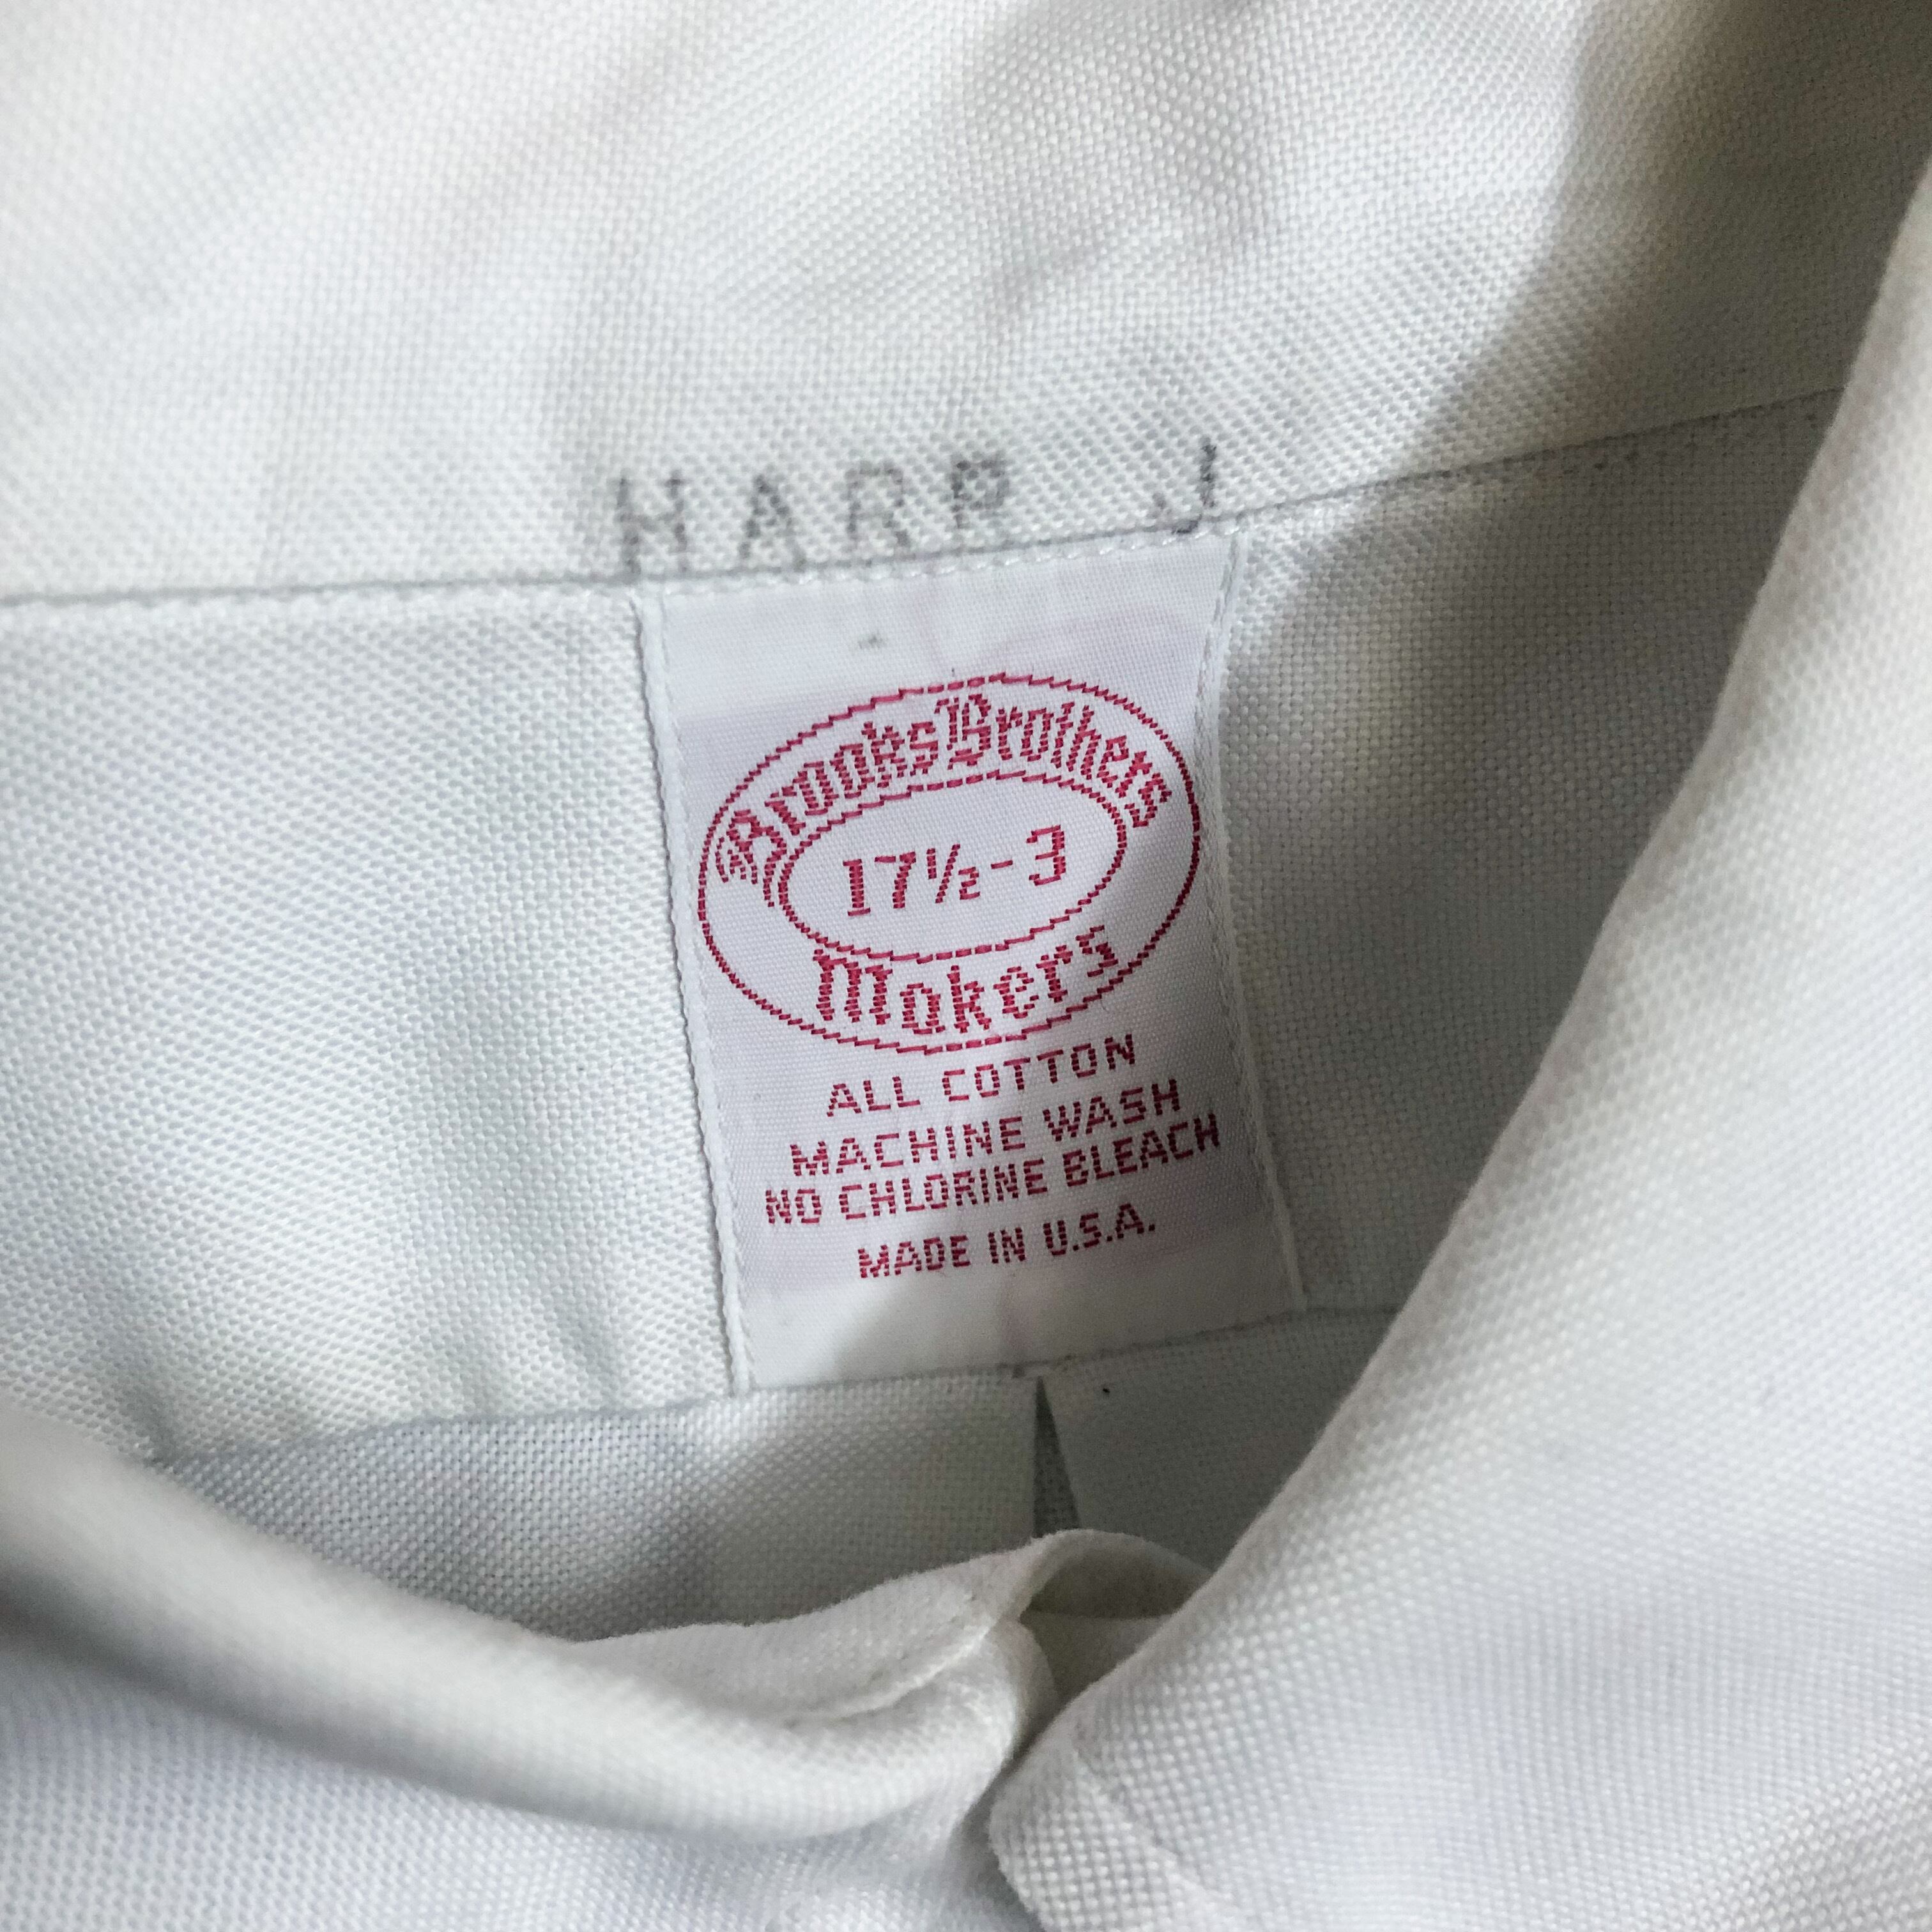 HARP J
Brooks Brothers
17½-3
Makers
ALL COTTON
MACHINE WASH
NO CHLORINE BLEACH
MADE IN U.S.A.